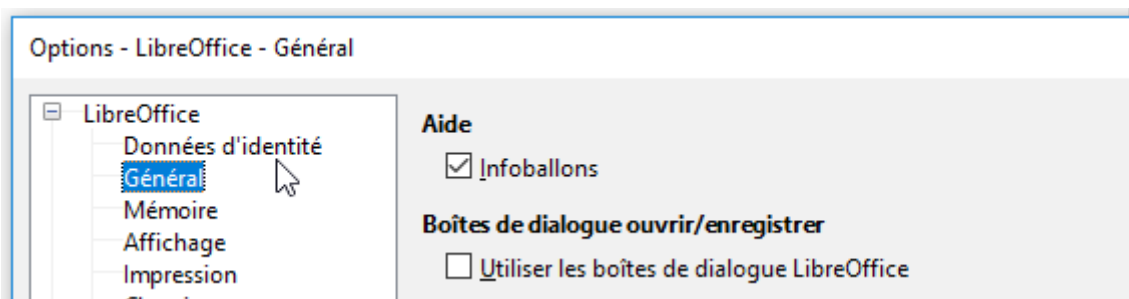 Options - LibreOffice - Général
LibreOffice
Données d'identité
Général
Mémoire
Affichage
Impression
Aide
Infoballons
Boîtes de dialogue ouvrir/enregistrer
Utiliser les boîtes de dialogue LibreOffice